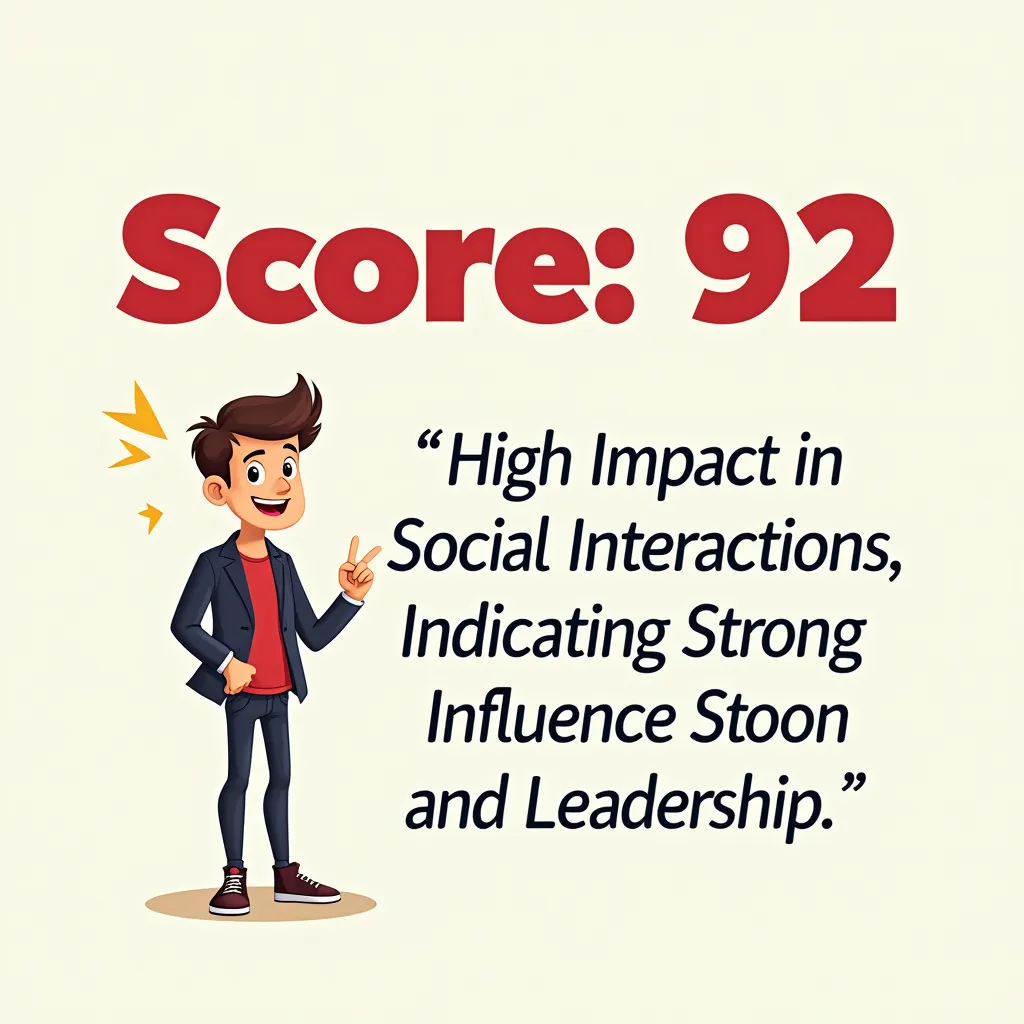 Score: 92
“High Impact in
Social Interactions,
Indicating Strong
Influence Stoon
and Leadership.”